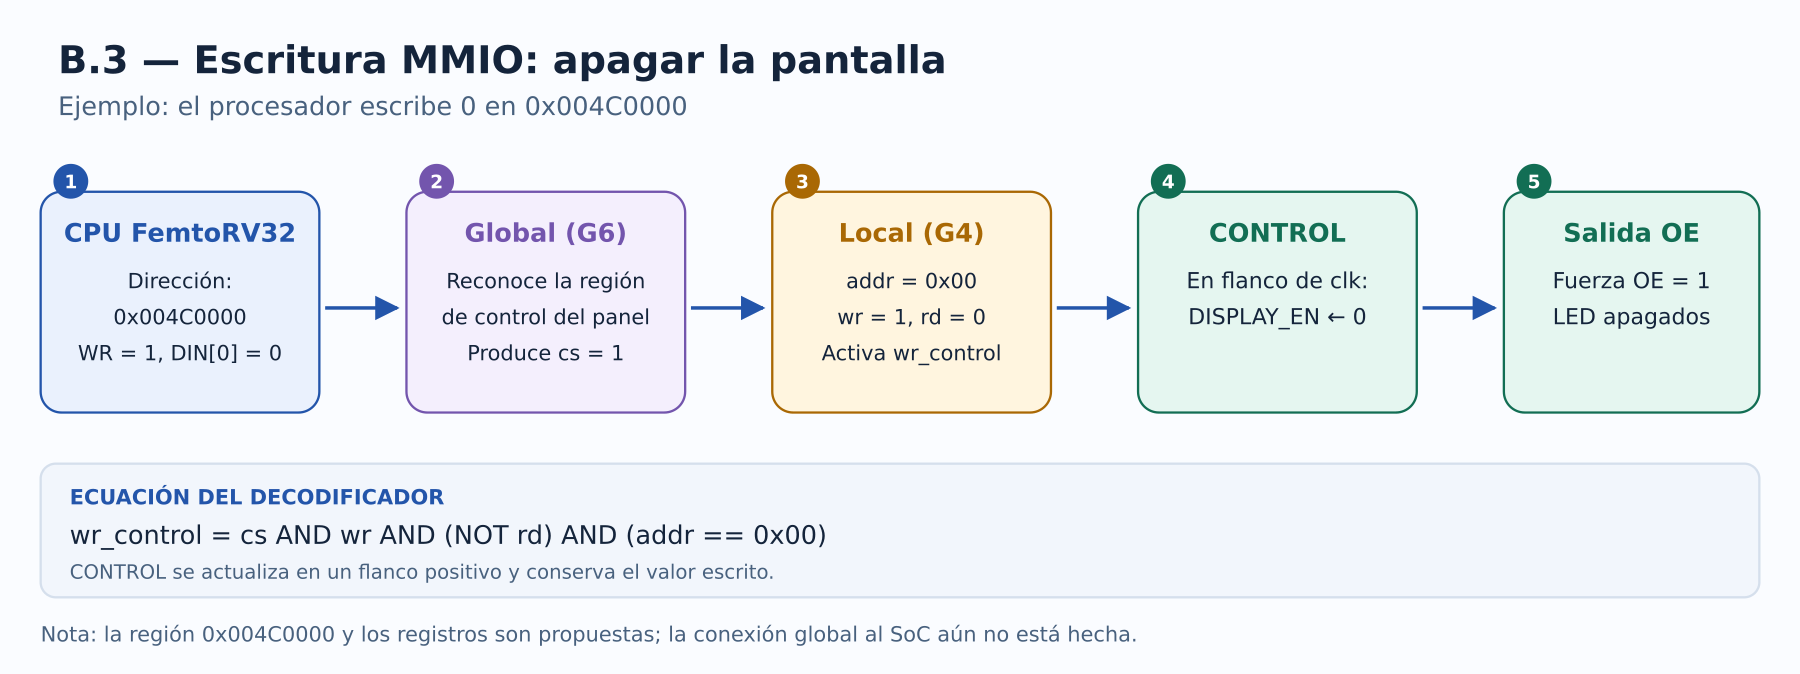 B.3 — Escritura MMIO: apagar la pantalla
Ejemplo: el procesador escribe 0 en 0x004C0000
1
CPU FemtoRV32
Dirección:
0x004C0000
WR = 1, DIN[0] = 0
2
Global (G6)
Reconoce la región
de control del panel
Produce cs = 1
3
Local (G4)
addr = 0x00
wr = 1, rd = 0
Activa wr_control
4
CONTROL
En flanco de clk:
DISPLAY_EN ← 0
5
Salida OE
Fuerza OE = 1
LED apagados
ECUACIÓN DEL DECODIFICADOR
wr_control = cs AND wr AND (NOT rd) AND (addr == 0x00)
CONTROL se actualiza en un flanco positivo y conserva el valor escrito.
Nota: la región 0x004C0000 y los registros son propuestas; la conexión global al SoC aún no está hecha.